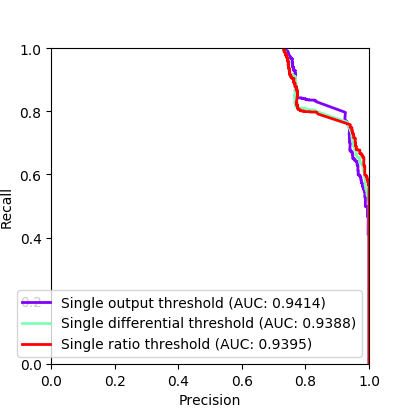 1.0
0.8
0.6
0.4
0.2
0.0
Recall
Single output threshold (AUC: 0.9414)
Single differential threshold (AUC: 0.9388)
Single ratio threshold (AUC: 0.9395)
0.0 0.2 0.4 0.6 0.8 1.0
Precision